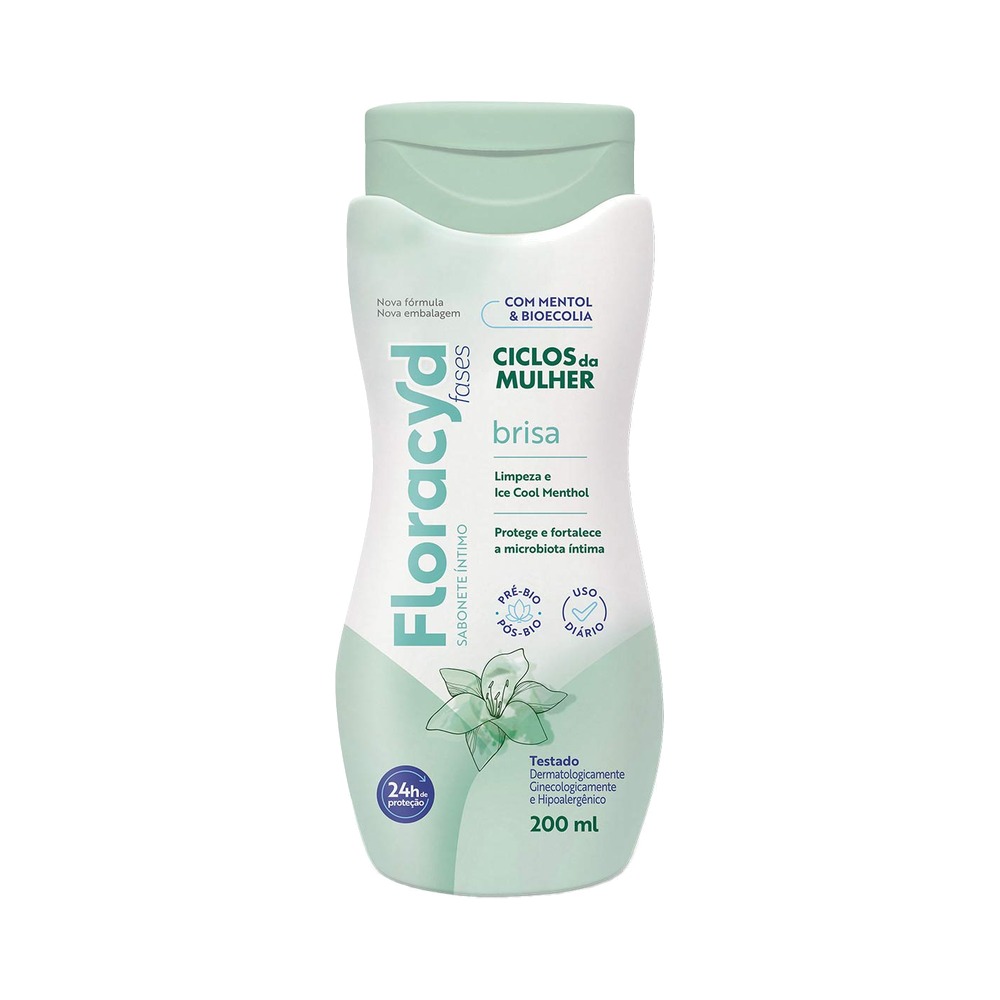 Nova fórmula
Nova embalagem
COM MENTOL
& BIOECOLIA
Floracyd
fases
SABONETE ÍNTIMO
CICLOS da
MULHER
brisa
Limpeza e
Ice Cool Menthol
Protege e fortalece
a microbiota íntima
PRÉ-BIO
PÓS-BIO
USO
DIÁRIO
24h de
proteção
Testado
Dermatologicamente
Ginecologicamente
e Hipoalergênico
200 ml